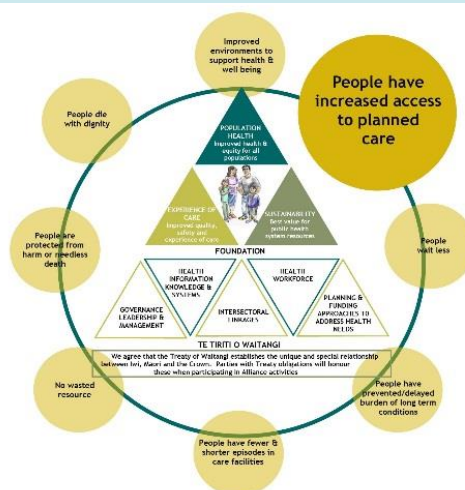 Improved
environments to
support health &
well being
People have
increased access
to planned
care
People die
with dignity
POPULATION
HEALTH
Improved health &
equity for all
populations
EXPERIENCE OF
CARE
Improved quality,
safety and
experience of care
SUSTAINABILITY
Best value for
public health
system resources
People are
protected from
harm or needless
death
People
wait less
FOUNDATION
HEALTH
INFORMATION
KNOWLEDGE &
SYSTEMS
HEALTH
WORKFORCE
GOVERNANCE
LEADERSHIP &
MANAGEMENT
INTERSECTORAL
LINKAGES
PLANNING &
FUNDING
APPROACHES TO
ADDRESS HEALTH
NEEDS
TE TIRITI O WAITANGI
We agree that the Treaty of Waitangi establishes the unique and special relationship
between Iwi, Maori and the Crown. Parties with Treaty obligations will honour
these when participating in Alliance activities
No wasted
resource
People have
prevented/delayed
burden of long term
conditions
People have fewer &
shorter episodes in
care facilities